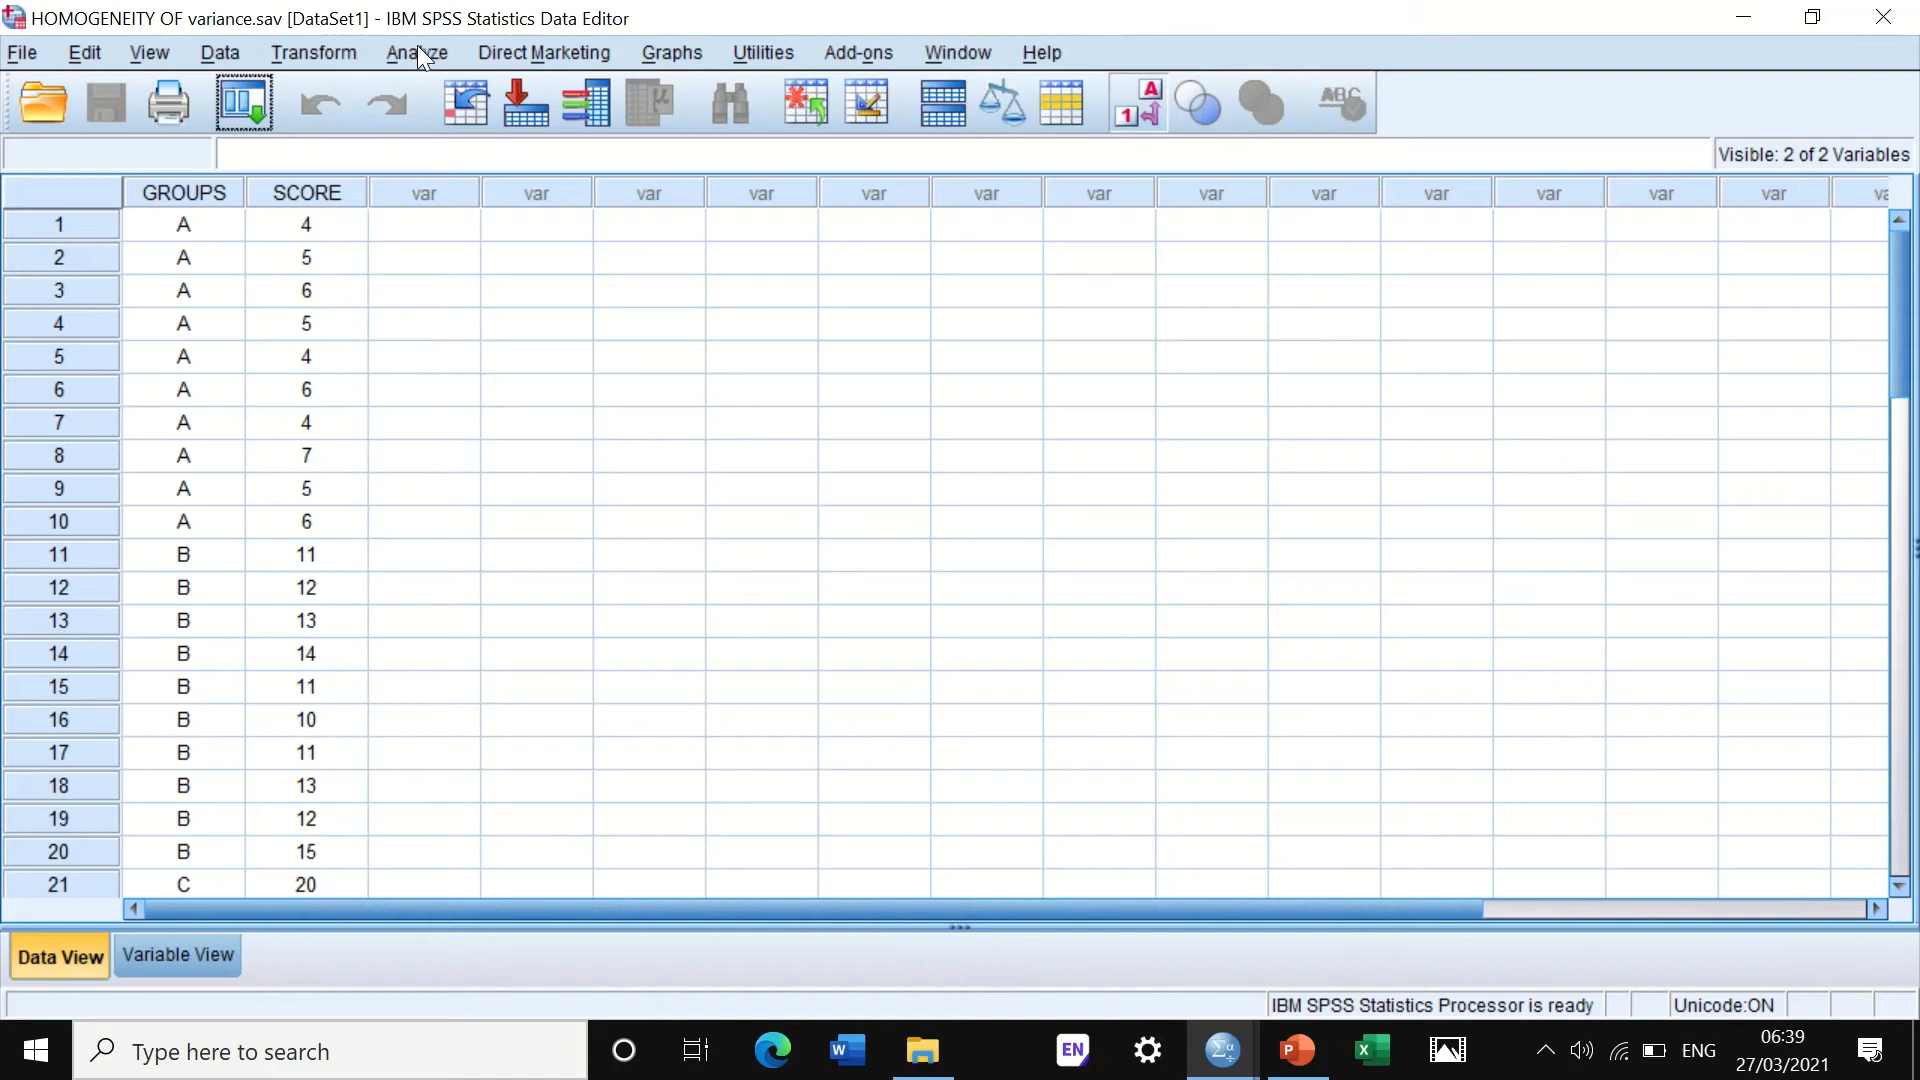 HOMOGENEITY OF variance.sav [DataSet1] - IBM SPSS Statistics Data Editor
File Edit View Data Transform Analyze Direct Marketing Graphs Utilities Add-ons Window Help
A
1
ABC
Visible: 2 of 2 Variables
GROUPS SCORE var var var var var var var var var var var var var
1 A 4
2 A 5
3 A 6
4 A 5
5 A 4
6 A 6
7 A 4
8 A 7
9 A 5
10 A 6
11 B 11
12 B 12
13 B 13
14 B 14
15 B 11
16 B 10
17 B 11
18 B 13
19 B 12
20 B 15
21 C 20
Data View Variable View
IBM SPSS Statistics Processor is ready Unicode:ON
Type here to search
EN
ENG
06:39
27/03/2021